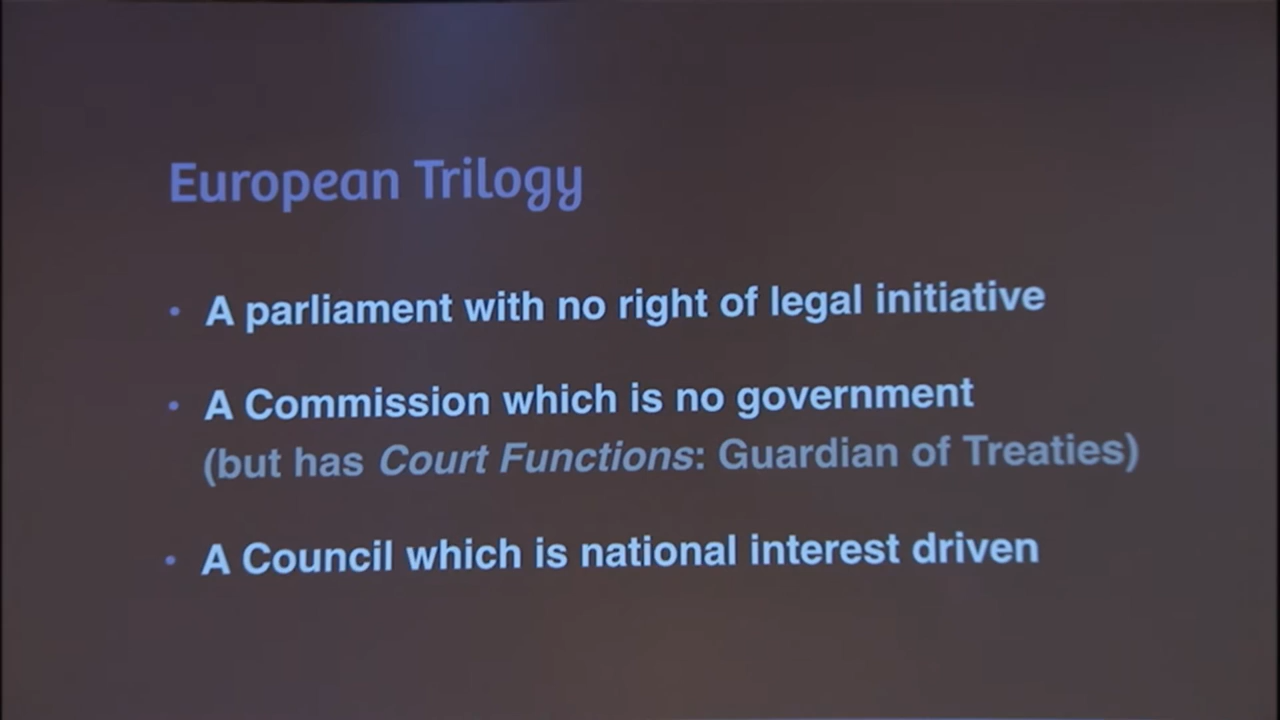 European Trilogy
• A parliament with no right of legal initiative
• A Commission which is no government
(but has Court Functions: Guardian of Treaties)
• A Council which is national interest driven